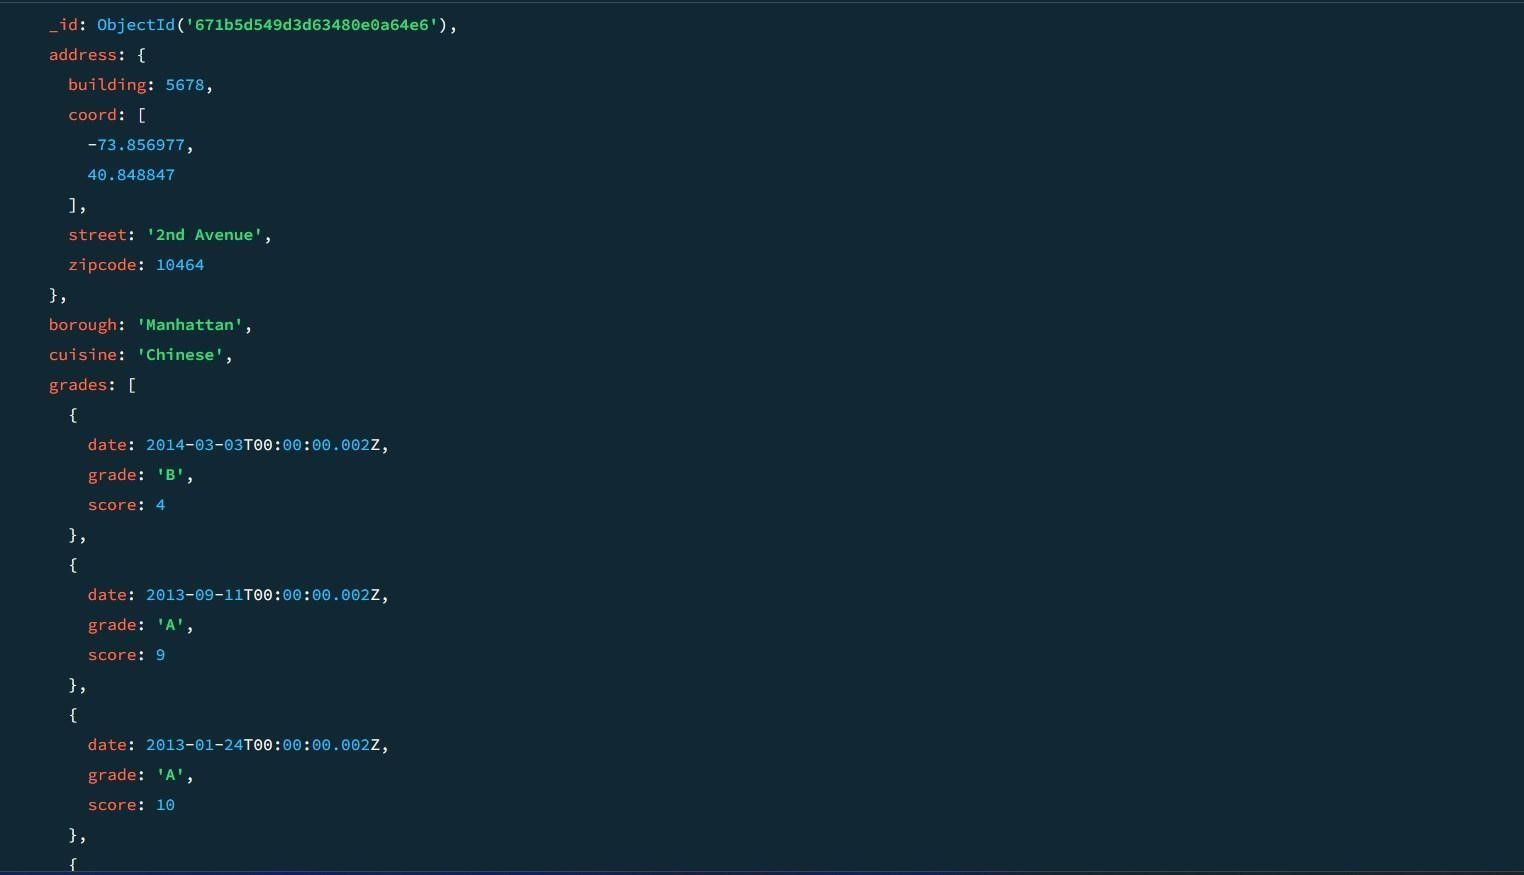 _id: ObjectId('671b5d549d3d63480e0a64e6'),
address: {
building: 5678,
coord: [
-73.856977,
40.848847
],
street: '2nd Avenue',
zipcode: 10464
},
borough: 'Manhattan',
cuisine: 'Chinese',
grades: [
{
date: 2014-03-03T00:00:00.002Z,
grade: 'B',
score: 4
},
{
date: 2013-09-11T00:00:00.002Z,
grade: 'A',
score: 9
},
{
date: 2013-01-24T00:00:00.002Z,
grade: 'A',
score: 10
},
{